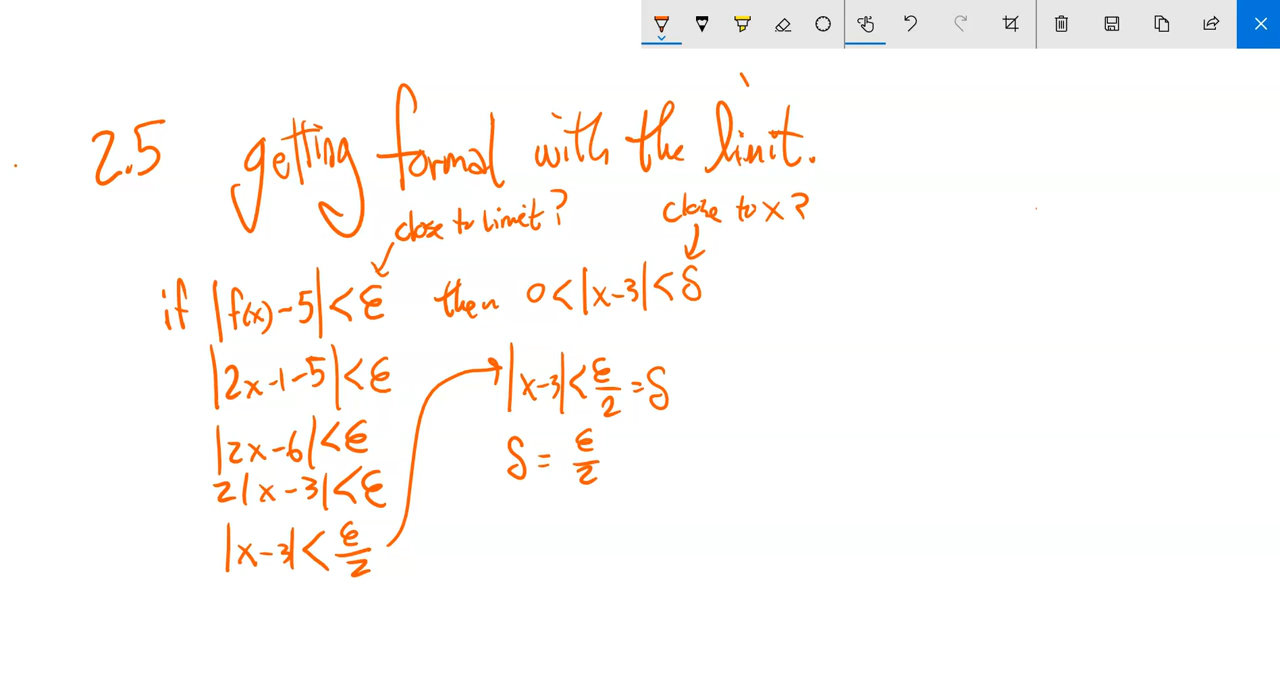 2.5 getting formal with the limit.
close to limit? close to x?
if |f(x) - 5| < ε then 0 < |x-3| < δ
|2x-1-5| < ε
|x-3| < ε/2 = δ
|2x-6| < ε
δ = ε/2
2|x-3| < ε
|x-3| < ε/2